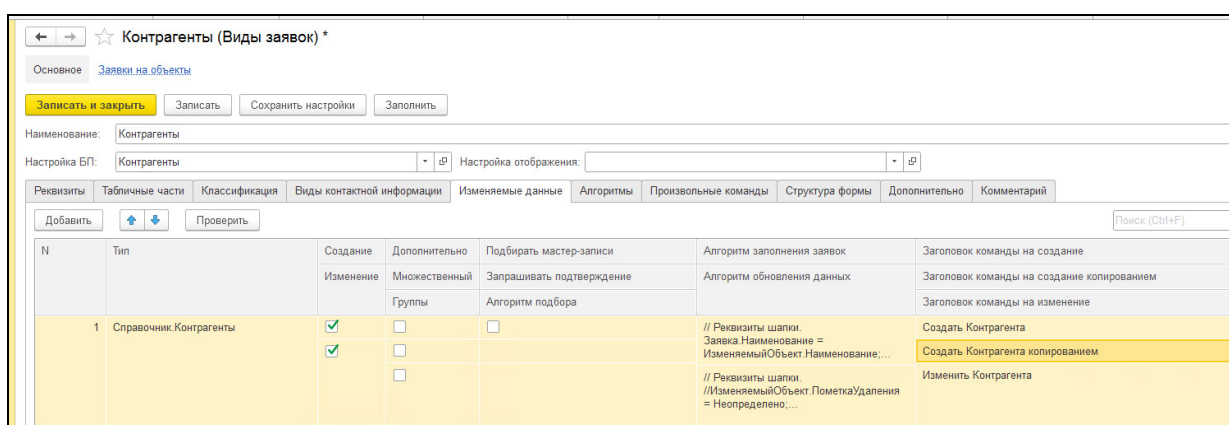 Контрагенты (Виды заявок) *
Основное Заявки на объекты
Записать и закрыть Записать Сохранить настройки Заполнить
Наименование: Контрагенты
Настройка БП: Контрагенты Настройка отображения:
Реквизиты Табличные части Классификация Виды контактной информации Изменяемые данные Алгоритмы Произвольные команды Структура формы Дополнительно Комментарий
Добавить Проверить Поиск (Ctrl+F)
N Тип Создание Дополнительно Подбирать мастер-записи Алгоритм заполнения заявок Заголовок команды на создание
Изменение Множественный Запрашивать подтверждение Алгоритм обновления данных Заголовок команды на создание копированием
Группы Алгоритм подбора Заголовок команды на изменение
1 Справочник.Контрагенты // Реквизиты шапки. Создать Контрагента
Заявка.Наименование =
ИзменяемыйОбъект.Наименование;... Создать Контрагента копированием
// Реквизиты шапки. Изменить Контрагента
//ИзменяемыйОбъект.ПометкаУдаления
= Неопределено;...